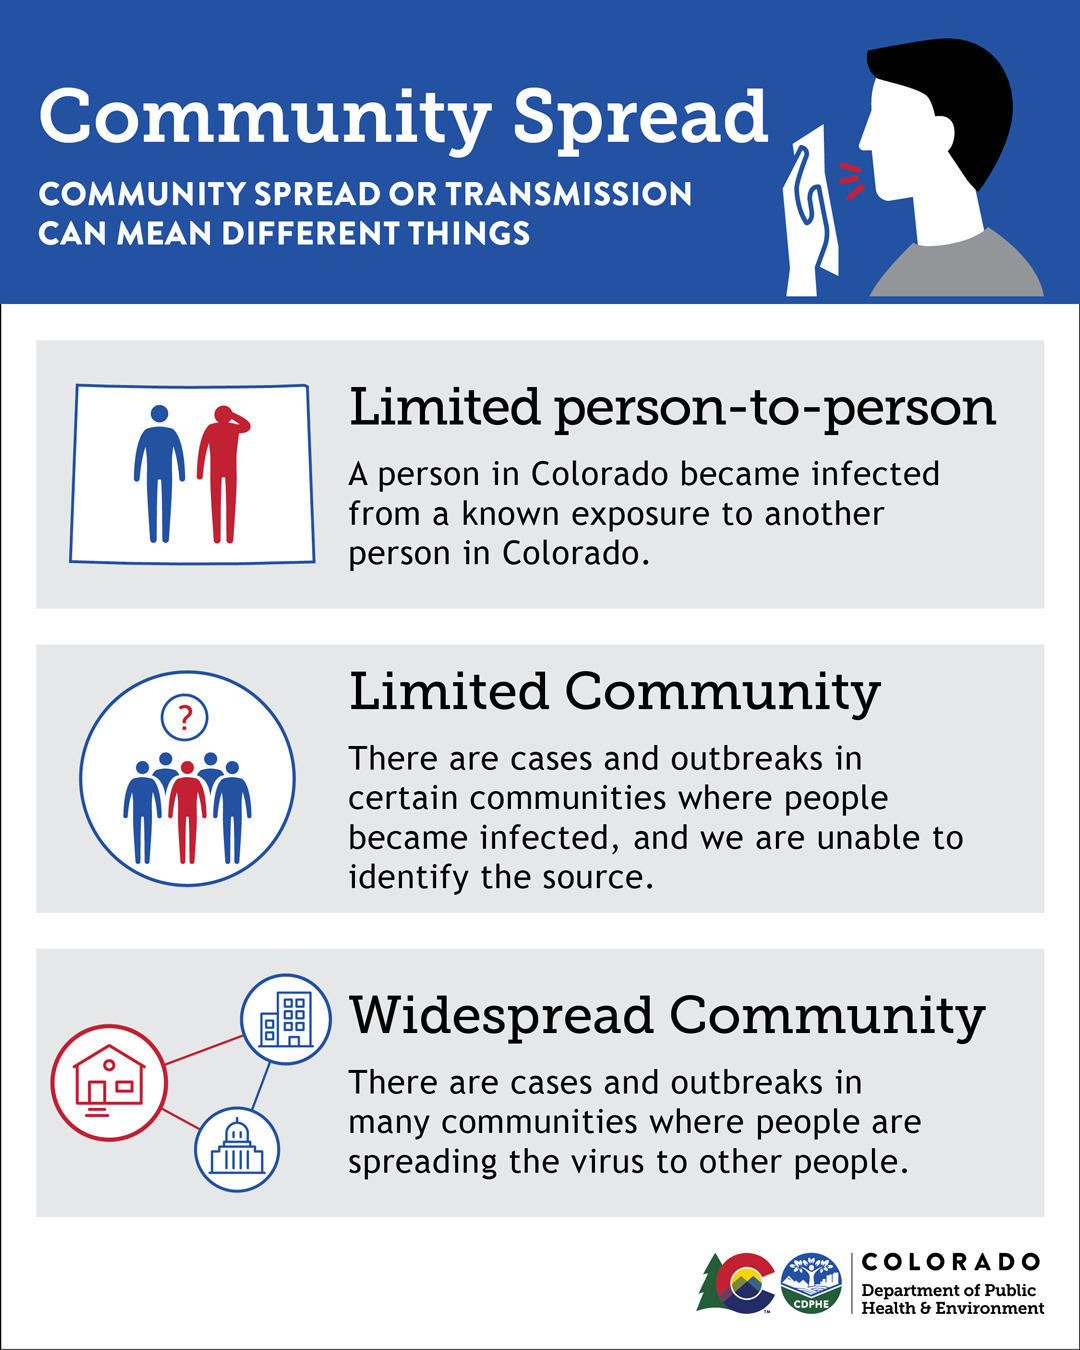 Community Spread
COMMUNITY SPREAD OR TRANSMISSION
CAN MEAN DIFFERENT THINGS
Limited person-to-person
A person in Colorado became infected
from a known exposure to another
person in Colorado.
?
Limited Community
There are cases and outbreaks in
certain communities where people
became infected, and we are unable to
identify the source.
Widespread Community
There are cases and outbreaks in
many communities where people are
spreading the virus to other people.
TM
CDPHE
COLORADO
Department of Public
Health & Environment